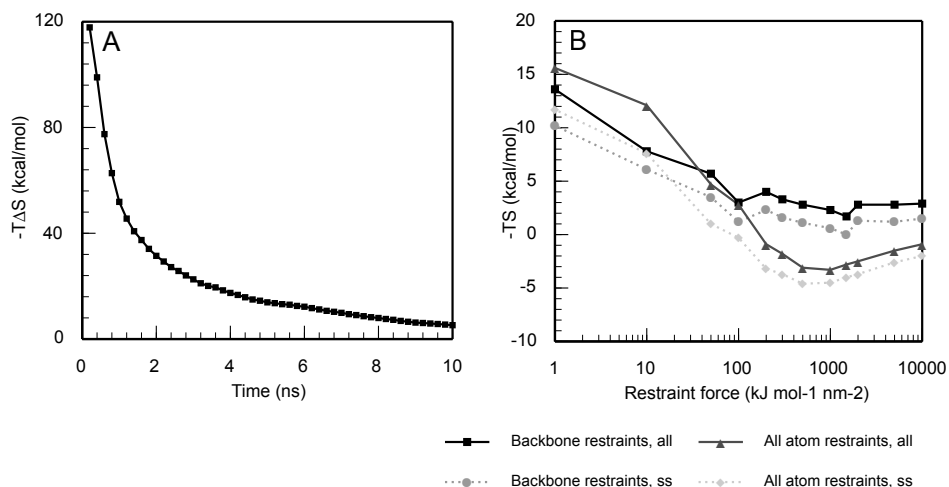 A
-TΔS (kcal/mol)
120
80
40
0
0
2
4
6
8
10
Time (ns)
B
-TS (kcal/mol)
20
15
10
5
0
-5
-10
1
10
100
1000
10000
Restraint force (kJ mol-1 nm-2)
Backbone restraints, all
All atom restraints, all
Backbone restraints, ss
All atom restraints, ss